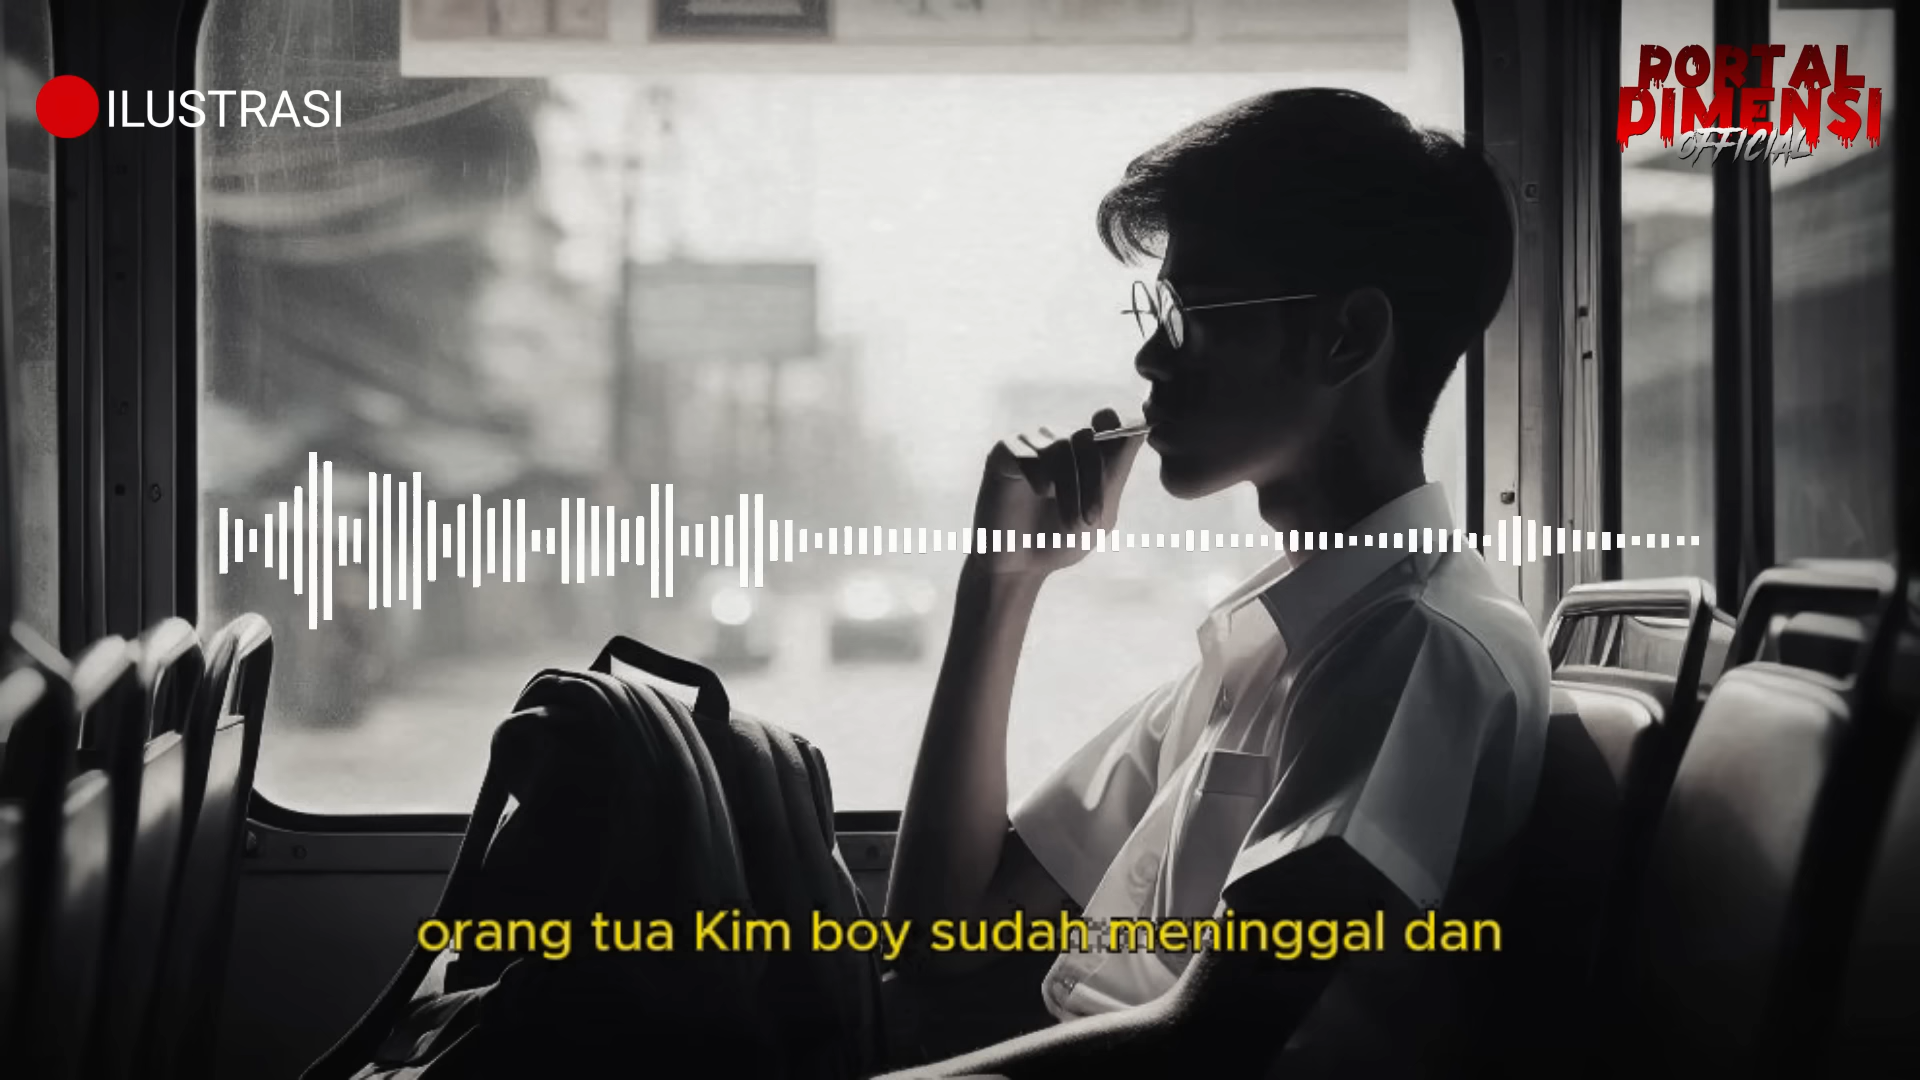 ILUSTRASI
PORTAL
DIMENSI
OFFICIAL
orang tua Kim boy sudah meninggal dan